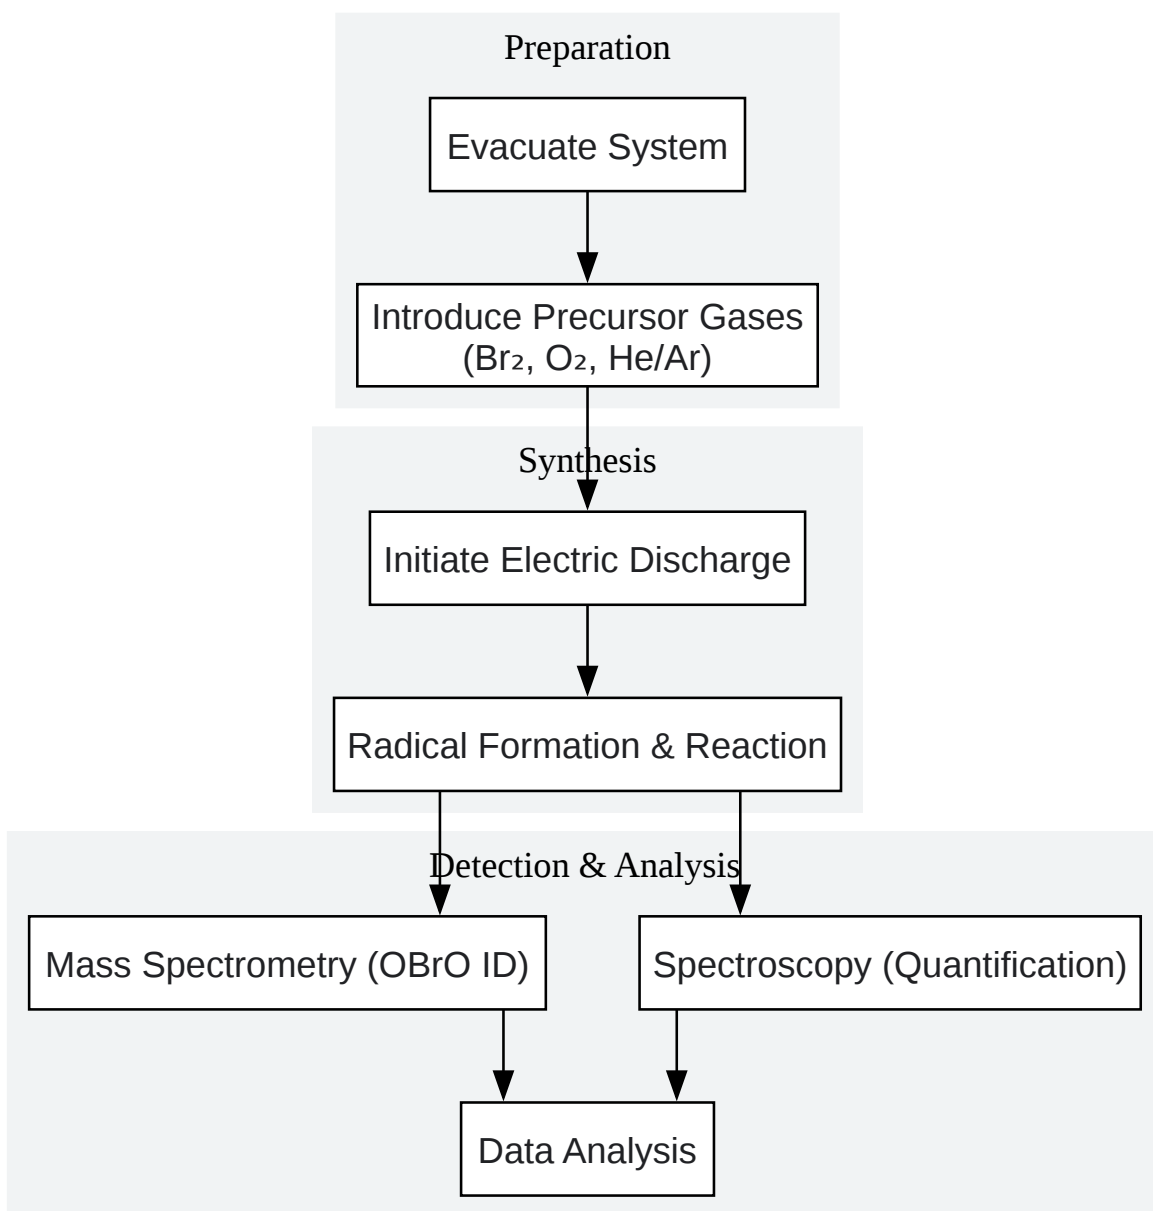 Preparation
Evacuate System
Introduce Precursor Gases
(Br₂, O₂, He/Ar)
Synthesis
Initiate Electric Discharge
Radical Formation & Reaction
Detection & Analysis
Mass Spectrometry (OBrO ID)
Spectroscopy (Quantification)
Data Analysis